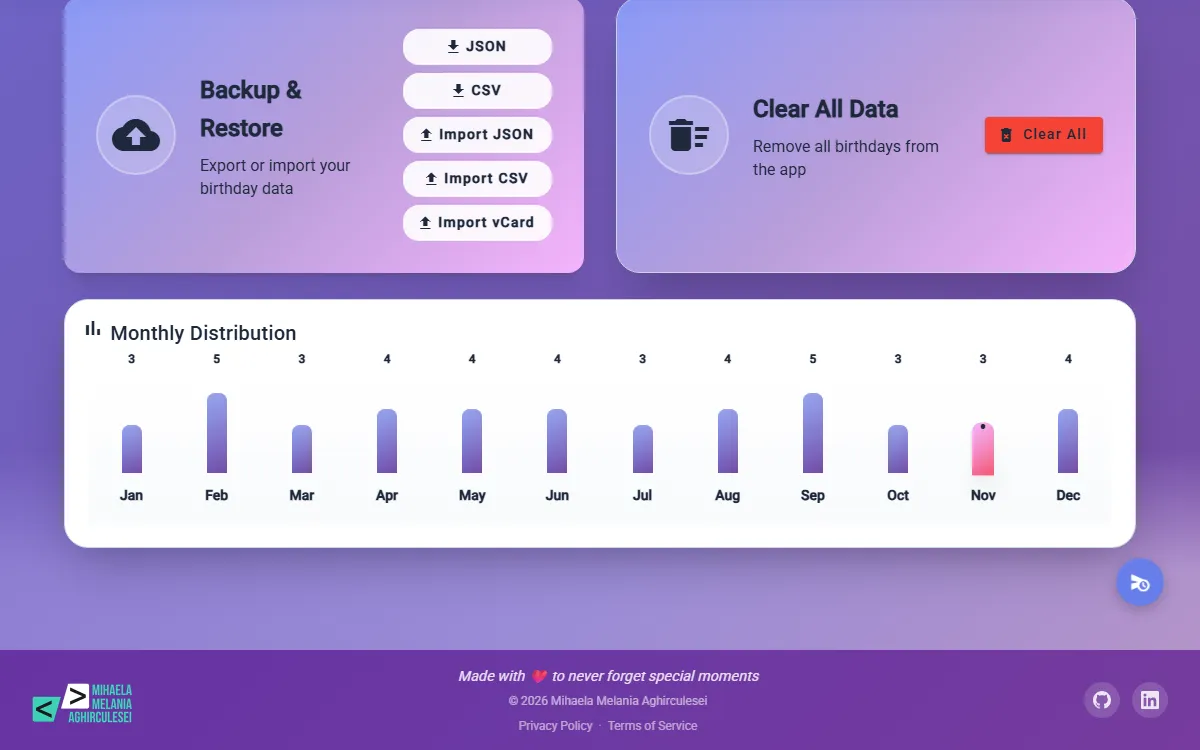 Backup &
Restore
Export or import your
birthday data
JSON
CSV
Import JSON
Import CSV
Import vCard
Clear All Data
Remove all birthdays from
the app
Clear All
Monthly Distribution
3 5 3 4 4 4 3 4 5 3 3 4
Jan Feb Mar Apr May Jun Jul Aug Sep Oct Nov Dec
< >
MIHAELA
MELANIA
AGHIRCULESEI
Made with ❤️ to never forget special moments
© 2026 Mihaela Melania Aghirculesei
Privacy Policy · Terms of Service
in